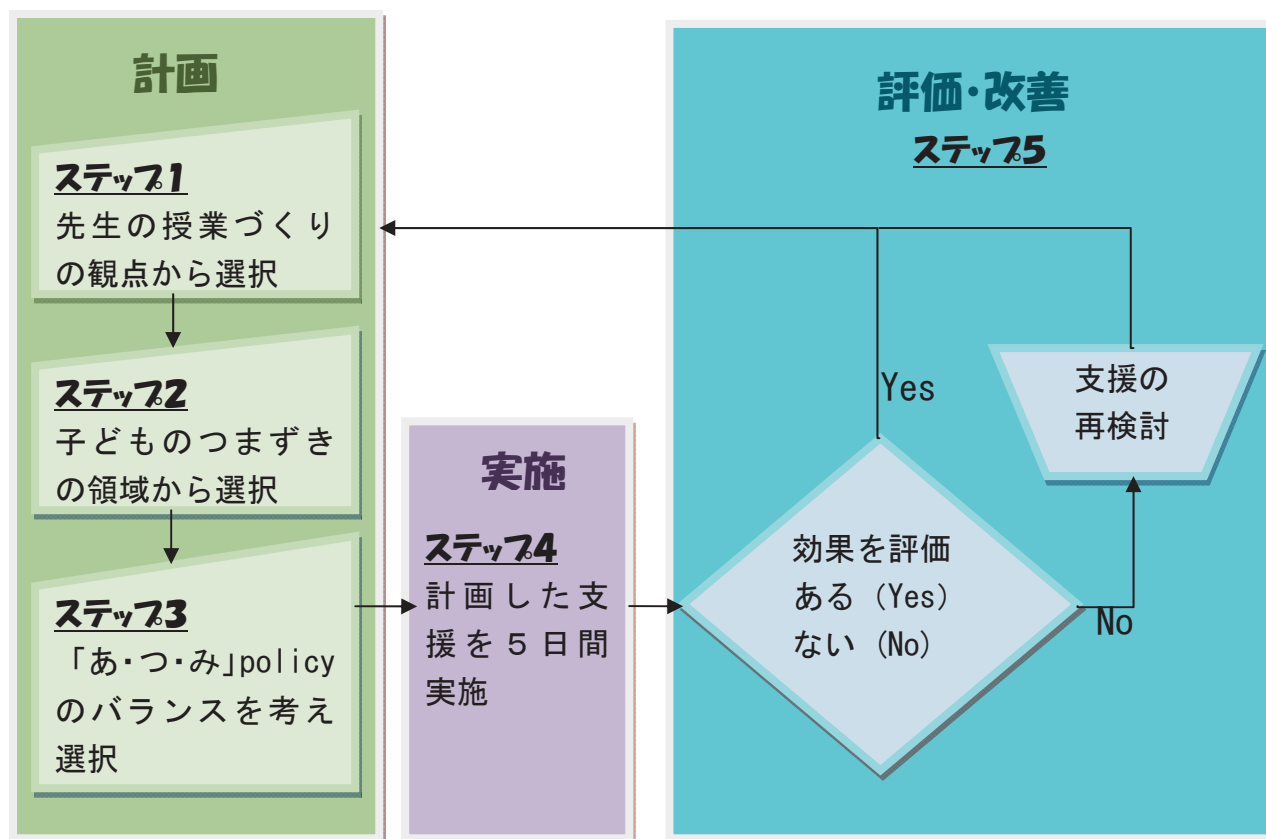 計画
ステップ1
先生の授業づくり
の観点から選択
ステップ2
子どものつまずき
の領域から選択
ステップ3
「あ・つ・み」policy
のバランスを考え
選択
実施
ステップ4
計画した支
援を５日間
実施
評価・改善
ステップ5
効果を評価
ある（Yes）
ない（No）
Yes
No
支援の
再検討